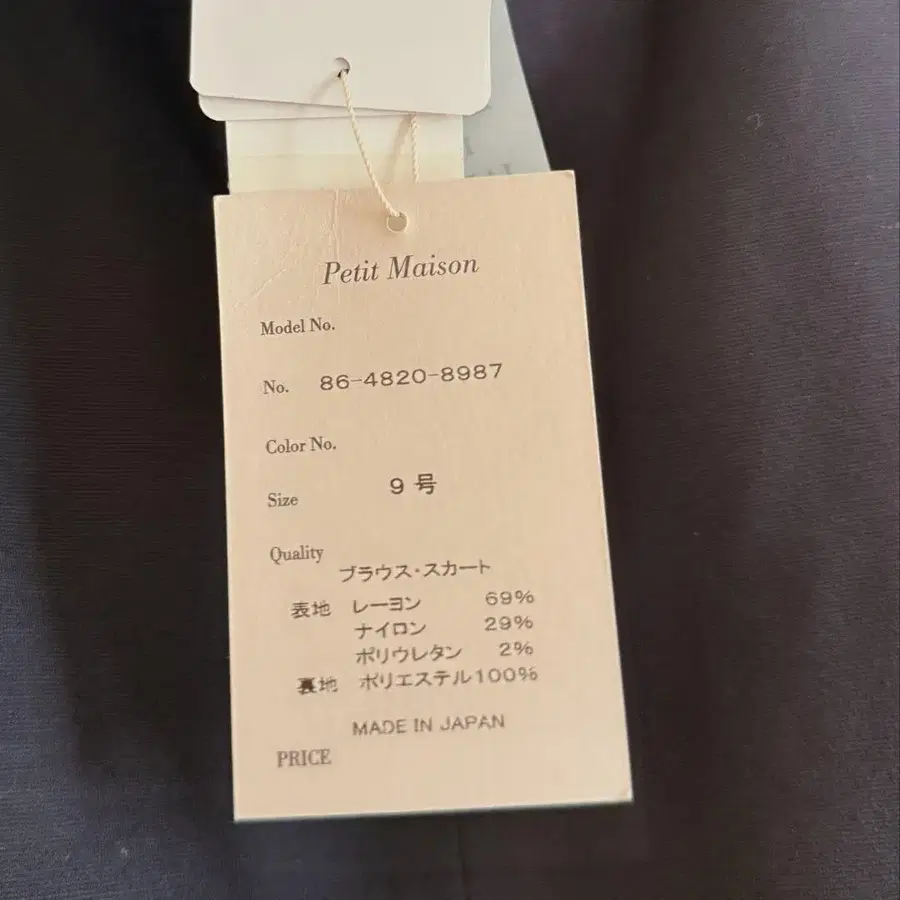 Petit Maison
Model No.
No. 86-4820-8987
Color No.
Size 9 号
Quality
ブラウス・スカート
表地 レーヨン 69%
ナイロン 29%
ポリウレタン 2%
裏地 ポリエステル100%
MADE IN JAPAN
PRICE